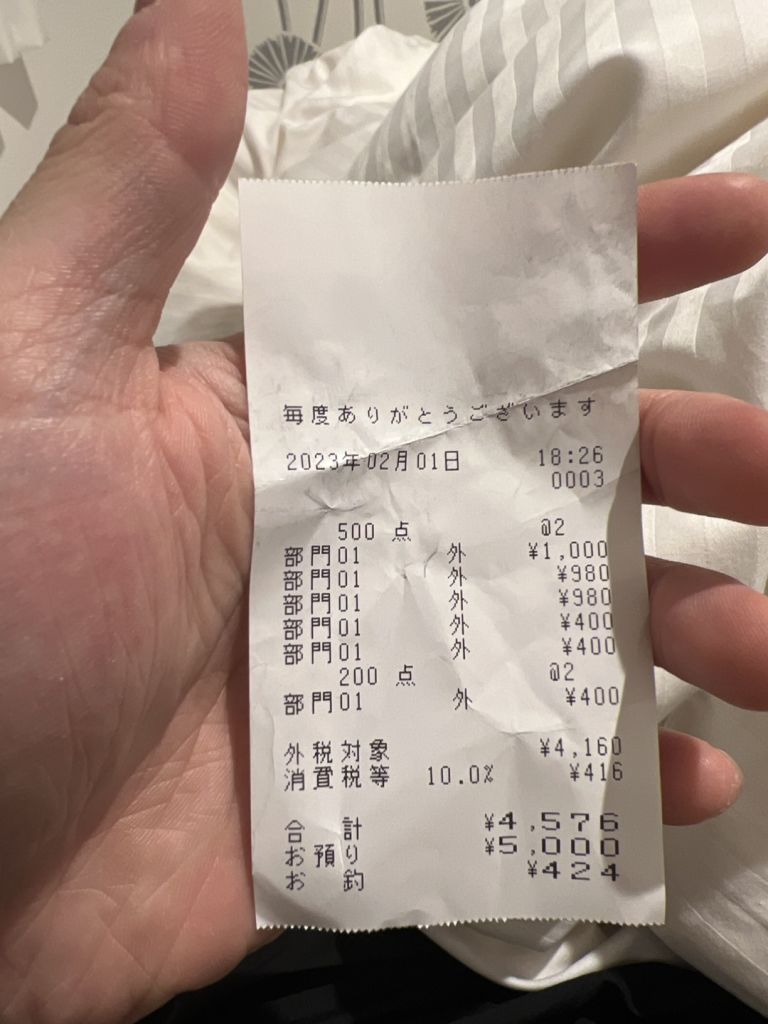 毎度ありがとうございます
2023年02月01日 18:26
0003
500 点 @2
部門01 外 ¥1,000
部門01 外 ¥980
部門01 外 ¥980
部門01 外 ¥400
部門01 外 ¥400
200 点 @2
部門01 外 ¥400
外税対象 ¥4,160
消費税等 10.0% ¥416
合 計 ¥4,576
お預り ¥5,000
お 釣 ¥424